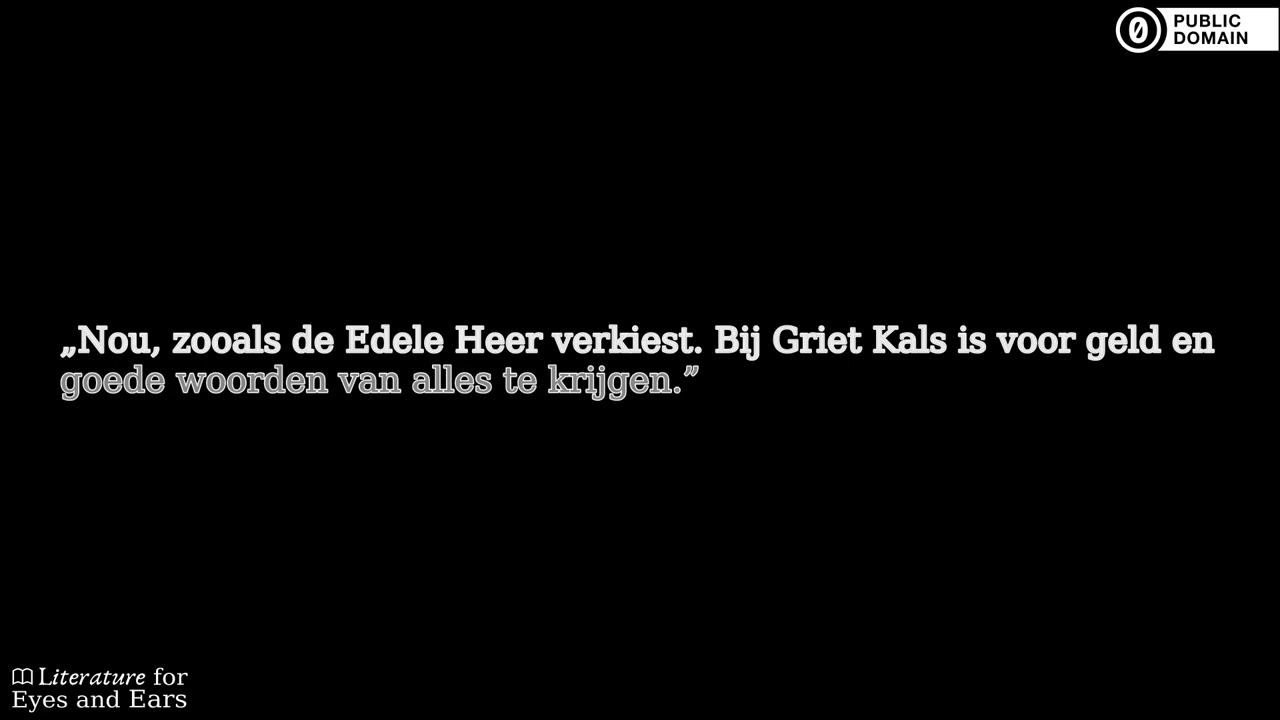 PUBLIC
DOMAIN
„Nou, zooals de Edele Heer verkiest. Bij Griet Kals is voor geld en
goede woorden van alles te krijgen.”
Literature for
Eyes and Ears